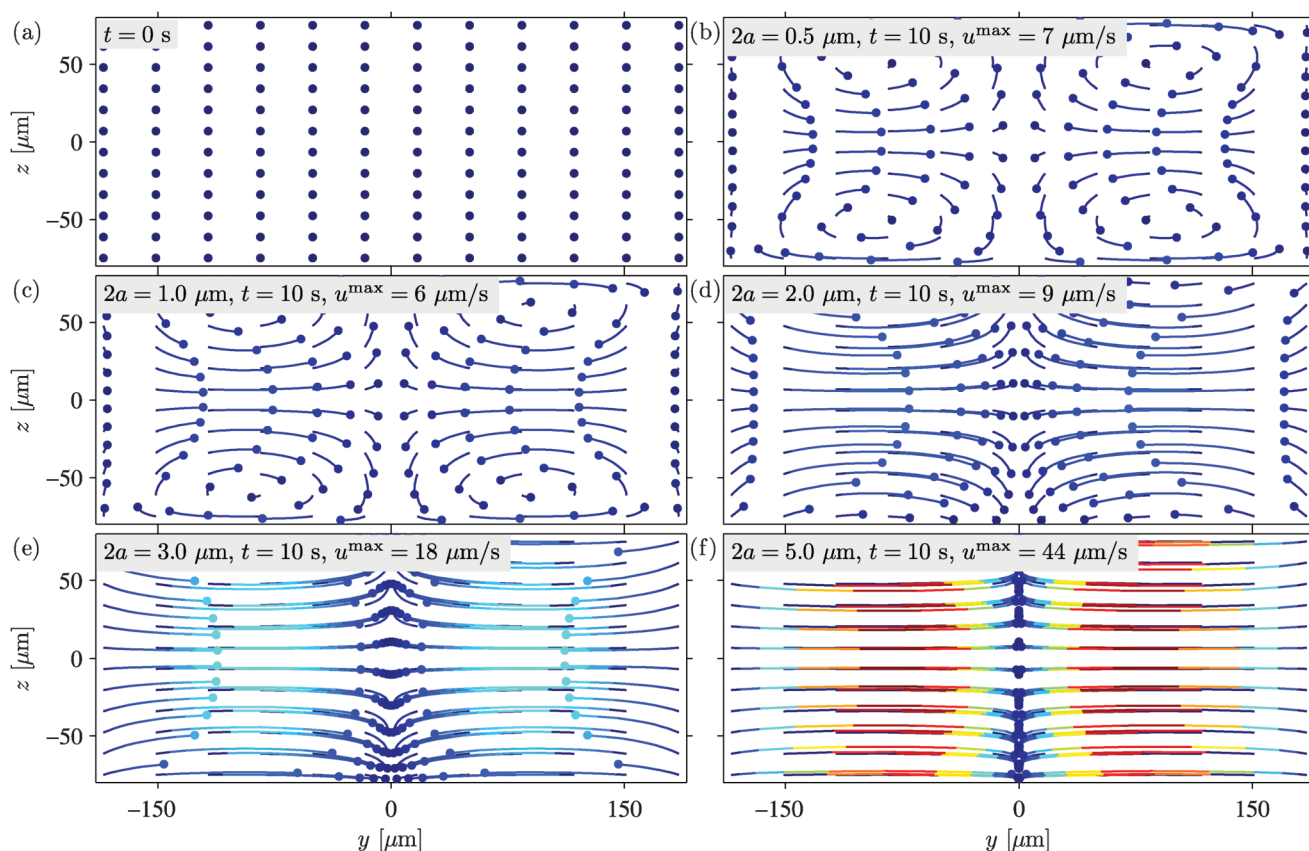 (a)
t = 0 s
(b)
2a = 0.5 μm, t = 10 s, u^max = 7 μm/s
50
0
−50
z [μm]
(c)
2a = 1.0 μm, t = 10 s, u^max = 6 μm/s
(d)
2a = 2.0 μm, t = 10 s, u^max = 9 μm/s
50
0
−50
z [μm]
(e)
2a = 3.0 μm, t = 10 s, u^max = 18 μm/s
(f)
2a = 5.0 μm, t = 10 s, u^max = 44 μm/s
50
0
−50
z [μm]
−150 0 150 −150 0 150
y [μm] y [μm]